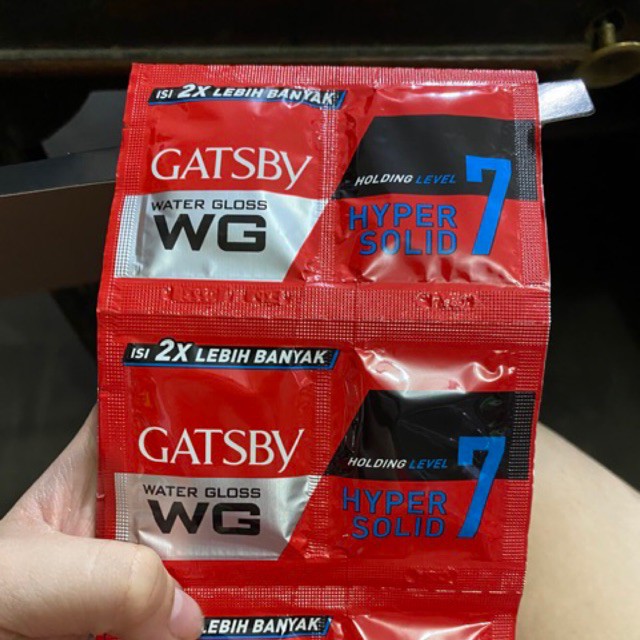 ISI 2X LEBIH BANYAK
GATSBY
WATER GLOSS
WG
HOLDING LEVEL 7
HYPER
SOLID
ISI 2X LEBIH BANYAK
GATSBY
WATER GLOSS
WG
HOLDING LEVEL 7
HYPER
SOLID
LEBIH BANYAK